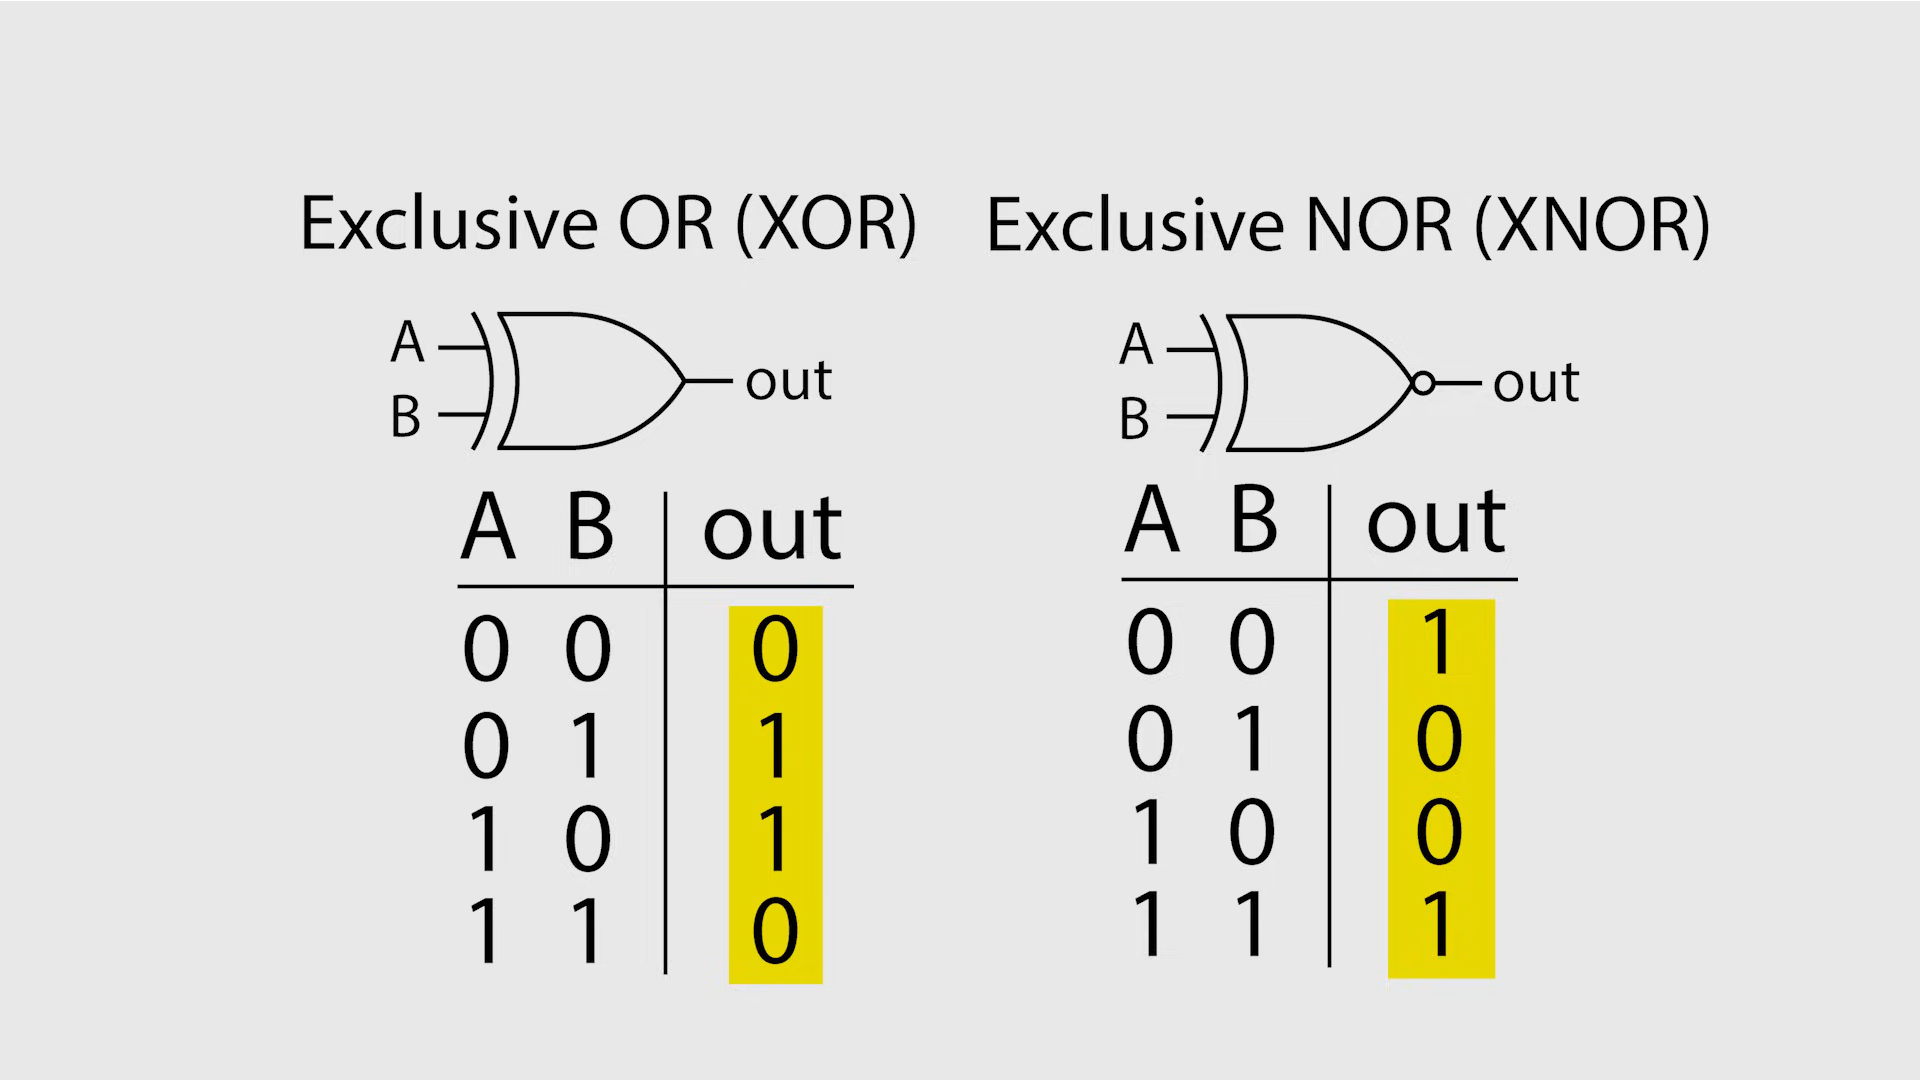 Exclusive OR (XOR)
A
B
out
A B out
0 0 0
0 1 1
1 0 1
1 1 0
Exclusive NOR (XNOR)
A
B
out
A B out
0 0 1
0 1 0
1 0 0
1 1 1